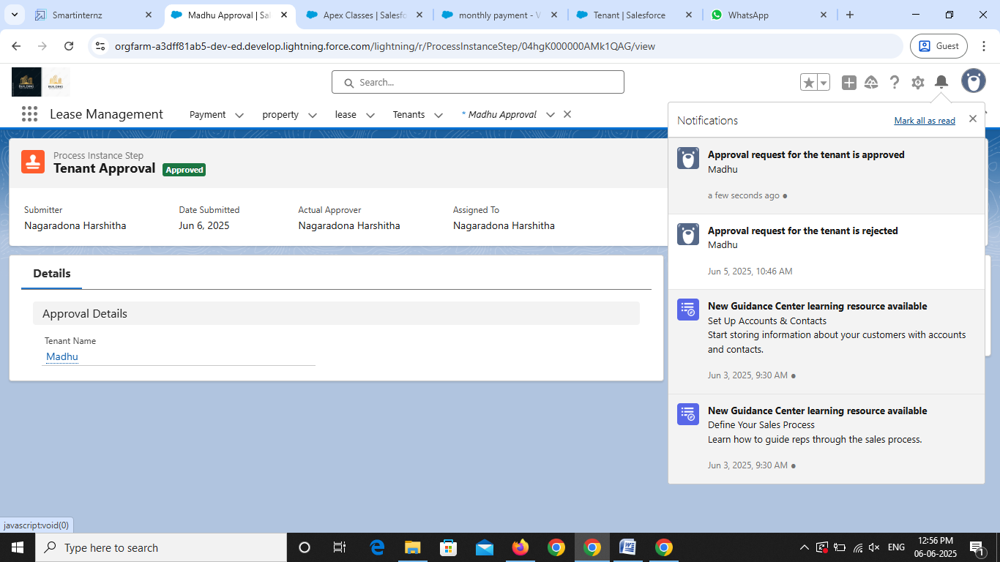 Smartinternz
Madhu Approval | Sal
Apex Classes | Salesfo
monthly payment - V
Tenant | Salesforce
WhatsApp
orgfarm-a3dff81ab5-dev-ed.develop.lightning.force.com/lightning/r/ProcessInstanceStep/04hgK000000AMk1QAG/view
Guest
Search...
Lease Management
Payment
property
lease
Tenants
* Madhu Approval
Notifications
Mark all as read
Process Instance Step
Tenant Approval
Approved
Submitter
Nagaradona Harshitha
Date Submitted
Jun 6, 2025
Actual Approver
Nagaradona Harshitha
Assigned To
Nagaradona Harshitha
Details
Approval Details
Tenant Name
Madhu
Approval request for the tenant is approved
Madhu
a few seconds ago ●
Approval request for the tenant is rejected
Madhu
Jun 5, 2025, 10:46 AM
New Guidance Center learning resource available
Set Up Accounts & Contacts
Start storing information about your customers with accounts
and contacts.
Jun 3, 2025, 9:30 AM ●
New Guidance Center learning resource available
Define Your Sales Process
Learn how to guide reps through the sales process.
Jun 3, 2025, 9:30 AM ●
javascript:void(0)
Type here to search
ENG
12:56 PM
06-06-2025
1